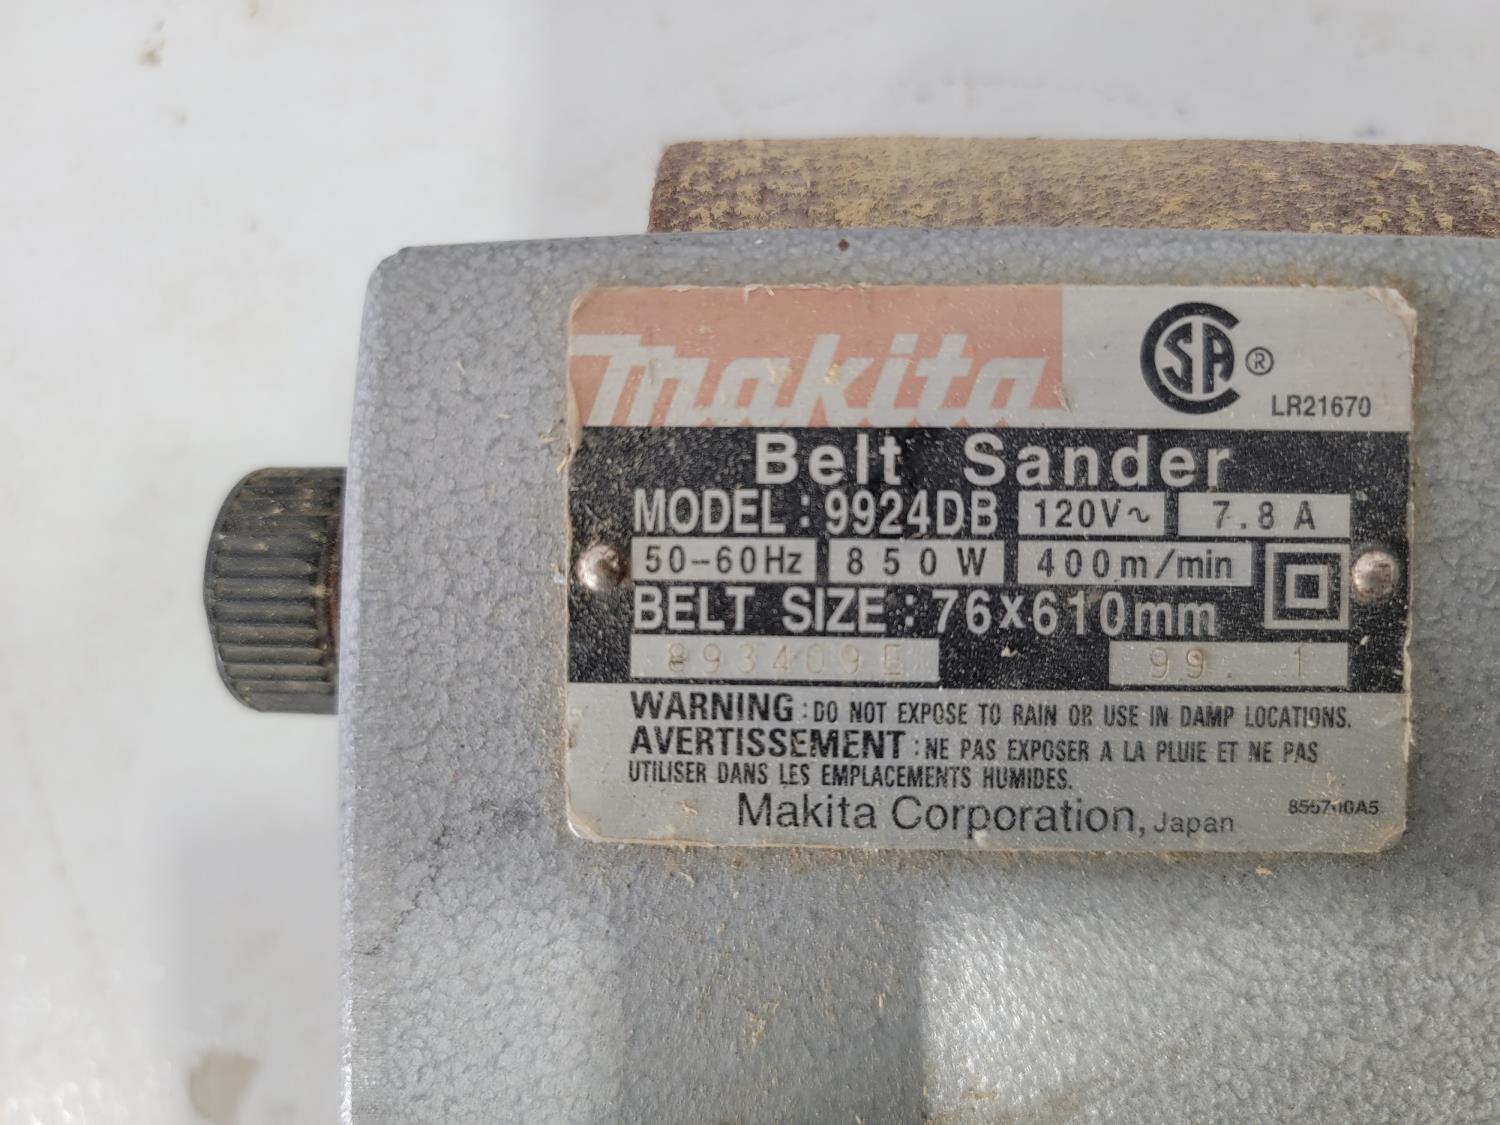 makita
CSA ®
LR21670
Belt Sander
MODEL : 9924DB 120V~ 7.8 A
50-60Hz 850W 400m/min
BELT SIZE : 76x610mm
893409E 99. 1
WARNING : DO NOT EXPOSE TO RAIN OR USE IN DAMP LOCATIONS.
AVERTISSEMENT : NE PAS EXPOSER A LA PLUIE ET NE PAS
UTILISER DANS LES EMPLACEMENTS HUMIDES.
Makita Corporation, Japan